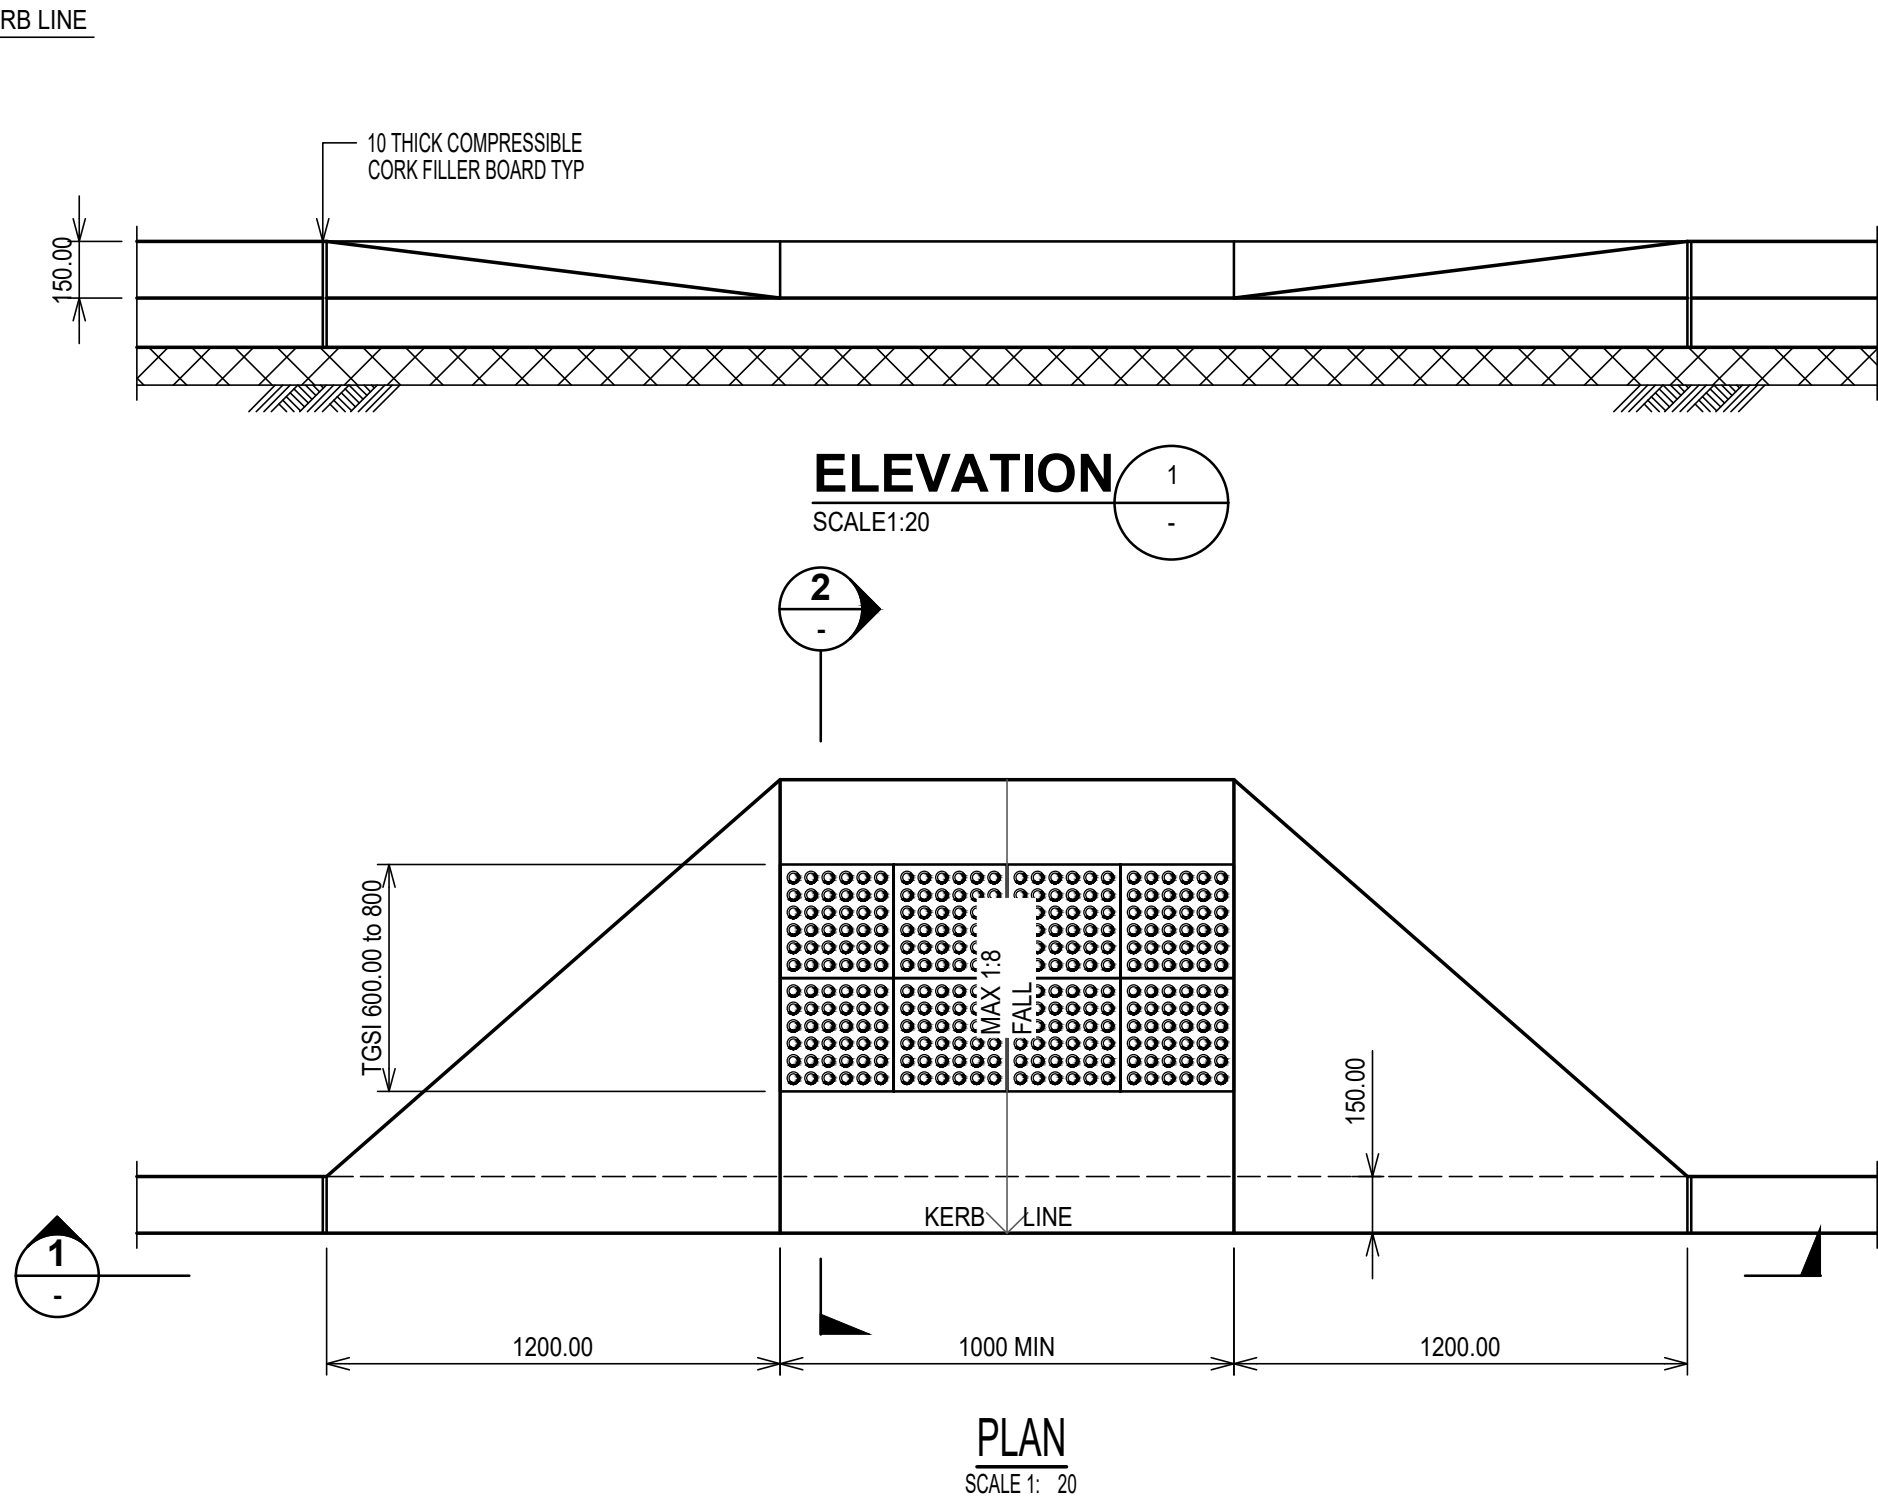 RB LINE
10 THICK COMPRESSIBLE
CORK FILLER BOARD TYP
150.00
ELEVATION
1
-
SCALE1:20
2
-
TGSI 600.00 to 800
MAX 1:8
FALL
150.00
KERB LINE
1
-
1200.00
1000 MIN
1200.00
PLAN
SCALE 1: 20